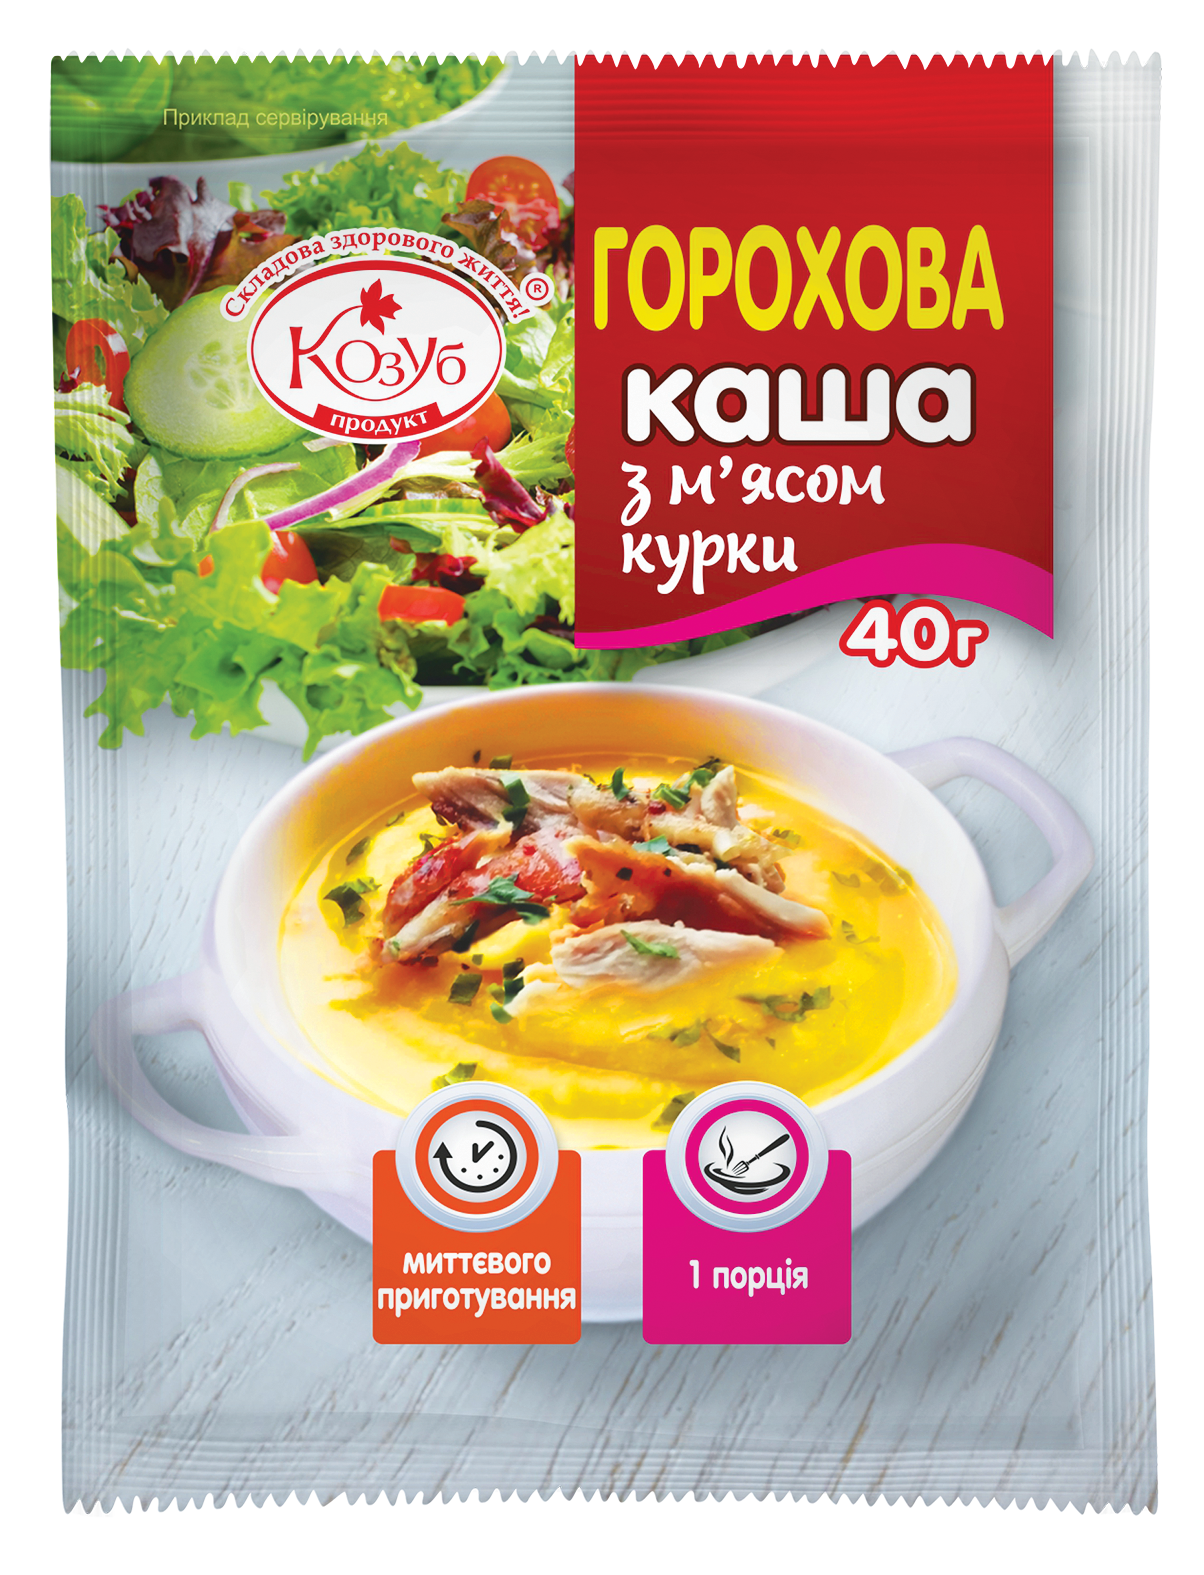 Приклад сервірування
Складова здорового життя!
®
Козуб
продукт
ГОРОХОВА
каша
з м'ясом
курки
40г
миттєвого
приготування
1 порція